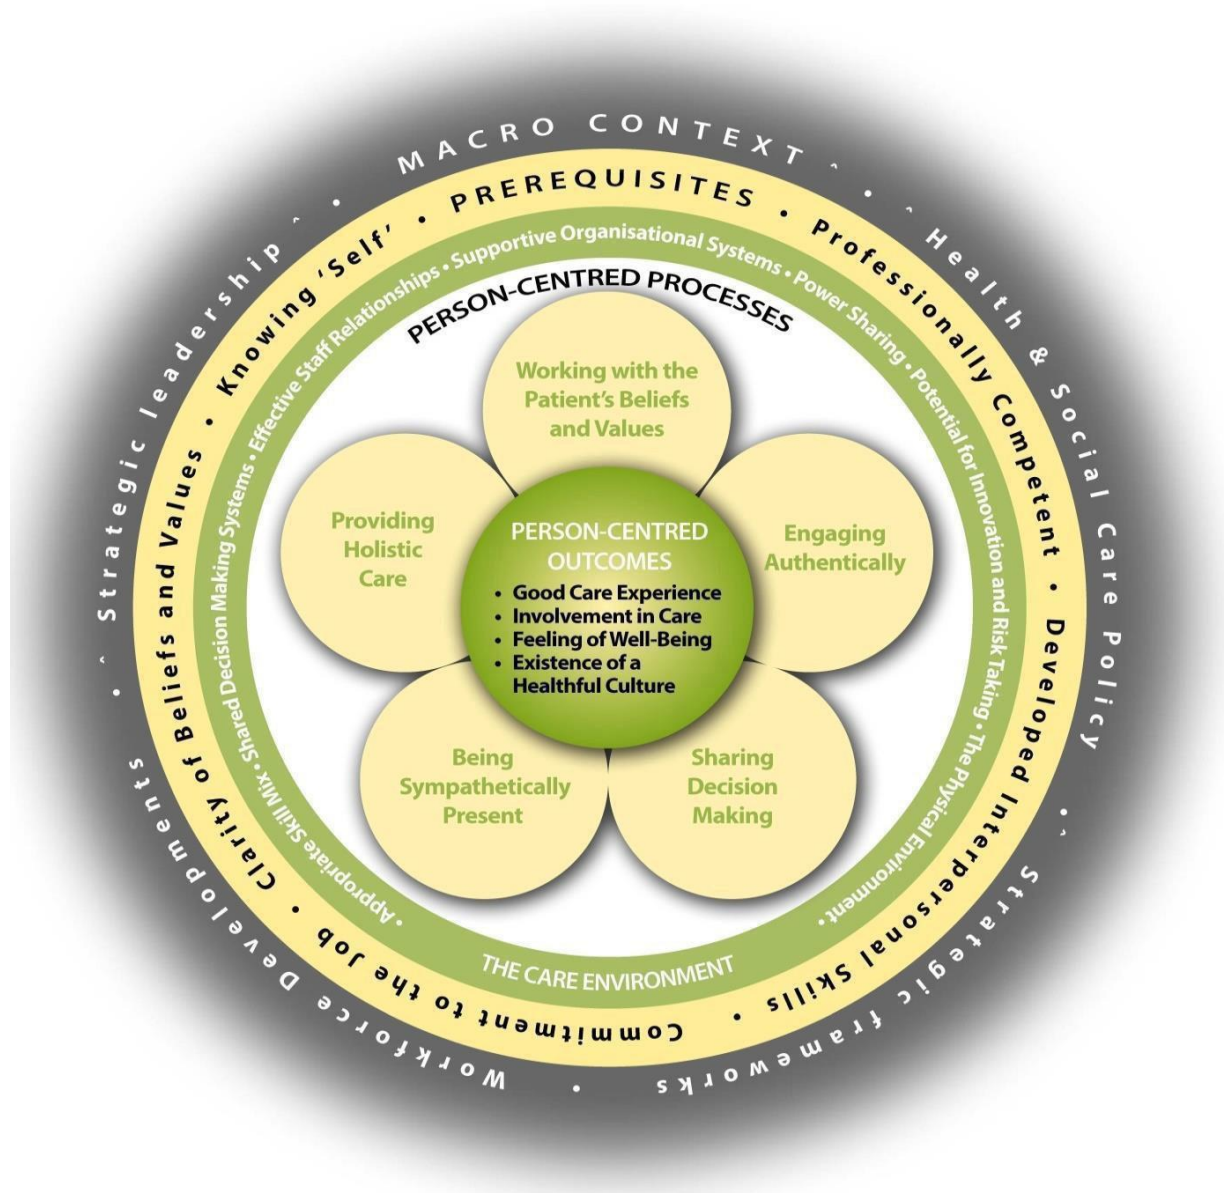 MACRO CONTEXT ˆ • ˆ Health & Social Care Policy • ˆ Strategic frameworks • Workforce Developments • ˆ Strategic leadership ˆ •
PREREQUISITES • Professionally Competent • Developed Interpersonal Skills • Commitment to the Job • Clarity of Beliefs and Values • Knowing 'Self' •
THE CARE ENVIRONMENT
• Appropriate Skill Mix • Shared Decision Making Systems • Effective Staff Relationships • Supportive Organisational Systems • Power Sharing • Potential for Innovation and Risk Taking • The Physical Environment •
PERSON-CENTRED PROCESSES
Working with the
Patient's Beliefs
and Values
Engaging
Authentically
Sharing
Decision
Making
Being
Sympathetically
Present
Providing
Holistic
Care
PERSON-CENTRED
OUTCOMES
• Good Care Experience
• Involvement in Care
• Feeling of Well-Being
• Existence of a
Healthful Culture